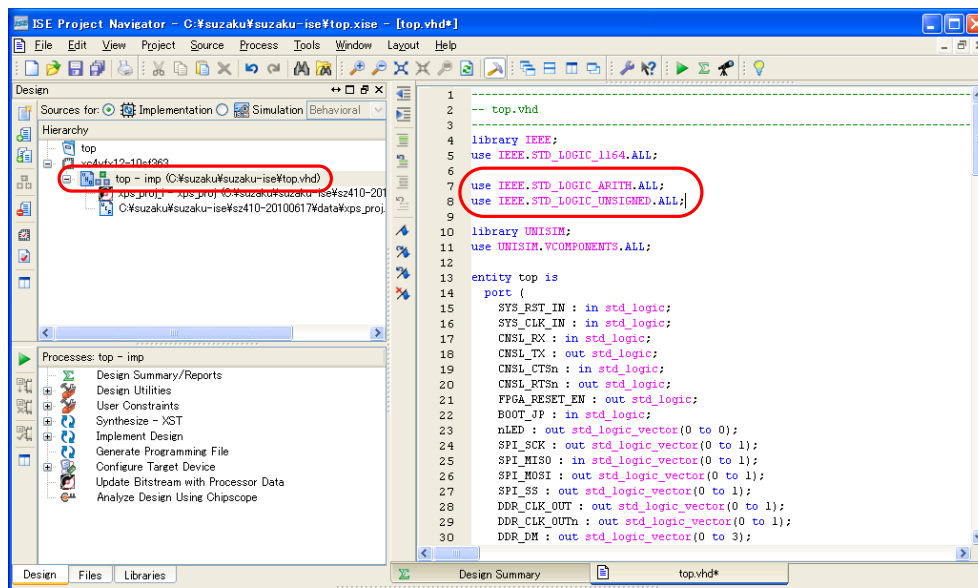 ISE Project Navigator - C:¥suzaku¥suzaku-ise¥top.xise - [top.vhd*]
File Edit View Project Source Process Tools Window Layout Help
Design
Sources for: Implementation Simulation Behavioral
Hierarchy
top
xc4vfx12-10sf363
top - imp (C:¥suzaku¥suzaku-ise¥top.vhd)
xps_proj_i - xps_proj (C:¥suzaku¥suzaku-ise¥sz410-201
C:¥suzaku¥suzaku-ise¥sz410-20100617¥data¥xps_proj.
Processes: top - imp
Design Summary/Reports
Design Utilities
User Constraints
Synthesize - XST
Implement Design
Generate Programming File
Configure Target Device
Update Bitstream with Processor Data
Analyze Design Using Chipscope
Design Files Libraries
1 --------------------------------------------------------------------------
2 -- top.vhd
3 --------------------------------------------------------------------------
4 library IEEE;
5 use IEEE.STD_LOGIC_1164.ALL;
6
7 use IEEE.STD_LOGIC_ARITH.ALL;
8 use IEEE.STD_LOGIC_UNSIGNED.ALL;
9
10 library UNISIM;
11 use UNISIM.VCOMPONENTS.ALL;
12
13 entity top is
14 port (
15 SYS_RST_IN : in std_logic;
16 SYS_CLK_IN : in std_logic;
17 CNSL_RX : in std_logic;
18 CNSL_TX : out std_logic;
19 CNSL_CTSn : in std_logic;
20 CNSL_RTSn : out std_logic;
21 FPGA_RESET_EN : out std_logic;
22 BOOT_JP : in std_logic;
23 nLED : out std_logic_vector(0 to 0);
24 SPI_SCK : out std_logic_vector(0 to 1);
25 SPI_MISO : in std_logic_vector(0 to 1);
26 SPI_MOSI : out std_logic_vector(0 to 1);
27 SPI_SS : out std_logic_vector(0 to 1);
28 DDR_CLK_OUT : out std_logic_vector(0 to 1);
29 DDR_CLK_OUTn : out std_logic_vector(0 to 1);
30 DDR_DM : out std_logic_vector(0 to 3);
Design Summary top.vhd*